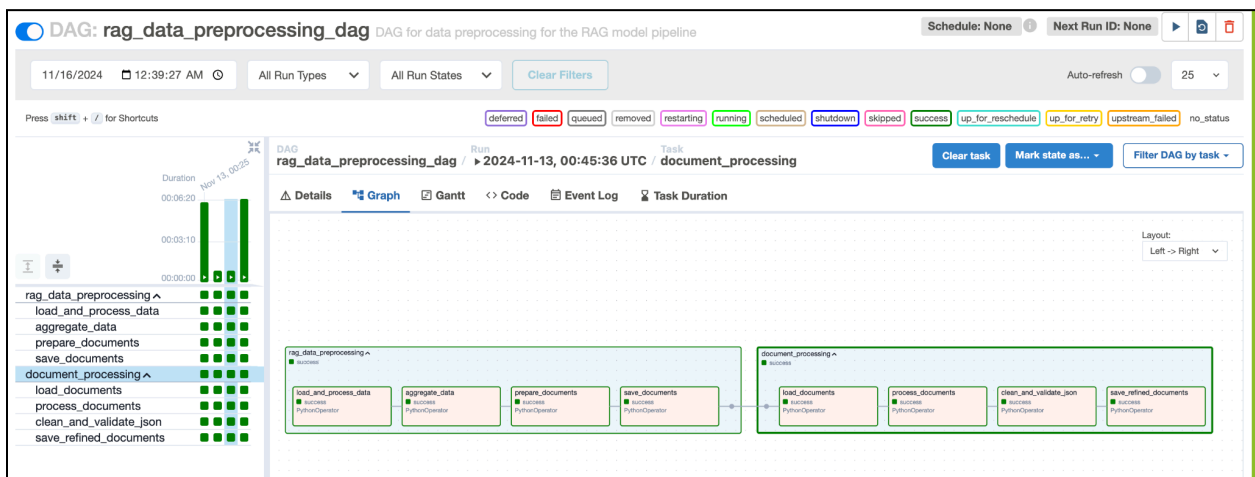 DAG: rag_data_preprocessing_dag DAG for data preprocessing for the RAG model pipeline
Schedule: None Next Run ID: None
11/16/2024 12:39:27 AM All Run Types All Run States Clear Filters Auto-refresh 25
Press shift + / for Shortcuts
deferred failed queued removed restarting running scheduled shutdown skipped success up_for_reschedule up_for_retry upstream_failed no_status
Duration
Nov 13, 00:25
00:06:20
00:03:10
00:00:00
rag_data_preprocessing
load_and_process_data
aggregate_data
prepare_documents
save_documents
document_processing
load_documents
process_documents
clean_and_validate_json
save_refined_documents
DAG Run Task
rag_data_preprocessing_dag / 2024-11-13, 00:45:36 UTC / document_processing
Clear task Mark state as... Filter DAG by task
Details Graph Gantt <> Code Event Log Task Duration
Layout:
Left -> Right
rag_data_preprocessing
success
load_and_process_data
success
PythonOperator
aggregate_data
success
PythonOperator
prepare_documents
success
PythonOperator
save_documents
success
PythonOperator
document_processing
success
load_documents
success
PythonOperator
process_documents
success
PythonOperator
clean_and_validate_json
success
PythonOperator
save_refined_documents
success
PythonOperator